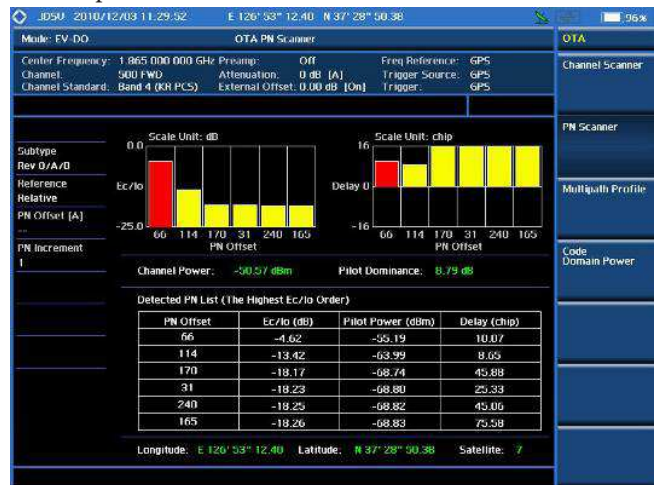 JDSU 2010/12/03 11:29:52 E 126° 53" 12.40 N 37° 28" 50.38 96%
Mode: EV-DO OTA PN Scanner OTA
Center Frequency: 1.865 000 000 GHz Preamp: Off Freq Reference: GPS
Channel: 500 FWD Attenuation: 0 dB [A] Trigger Source: GPS
Channel Standard: Band 4 (KR PCS) External Offset: 0.00 dB [On] Trigger: GPS
Channel Scanner
PN Scanner
Multipath Profile
Code
Domain Power
Subtype
Rev 0/A/B
Reference
Relative
PN Offset [A]
---
PN Increment
1
Scale Unit: dB
0.0
Ec/Io
-25.0
66 114 170 31 240 165
PN Offset
Scale Unit: chip
16
Delay 0
-16
66 114 170 31 240 165
PN Offset
Channel Power: -50.57 dBm Pilot Dominance: 8.79 dB
Detected PN List (The Highest Ec/Io Order)
PN Offset Ec/Io (dB) Pilot Power (dBm) Delay (chip)
66 -4.62 -55.19 10.07
114 -13.42 -63.99 8.65
170 -18.17 -68.74 45.88
31 -18.23 -68.80 25.33
240 -18.25 -68.82 45.06
165 -18.26 -68.83 75.58
Longitude: E 126° 53" 12.40 Latitude: N 37° 28" 50.38 Satellite: 7